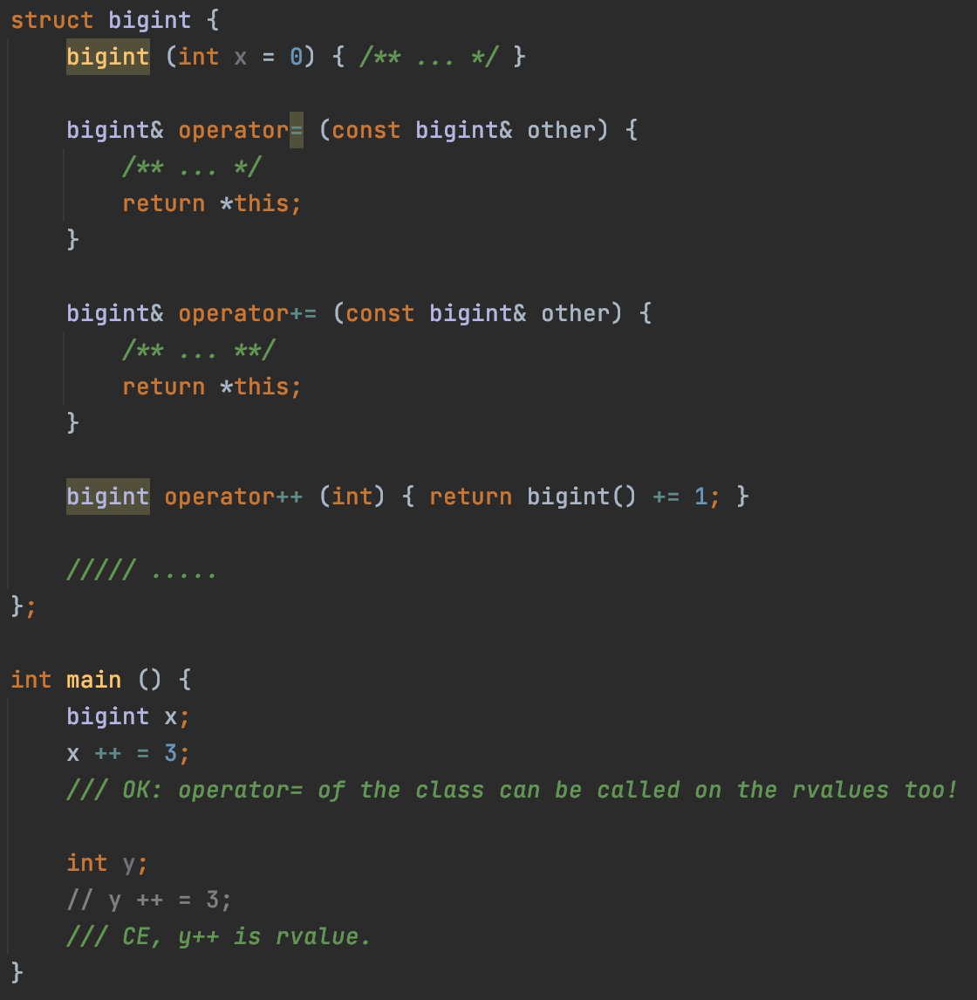 struct bigint {
    bigint (int x = 0) { /** ... */ }

    bigint& operator= (const bigint& other) {
        /** ... */
        return *this;
    }

    bigint& operator+= (const bigint& other) {
        /** ... **/
        return *this;
    }

    bigint operator++ (int) { return bigint() += 1; }

    ///// .....
};

int main () {
    bigint x;
    x ++ = 3;
    /// OK: operator= of the class can be called on the rvalues too!

    int y;
    // y ++ = 3;
    /// CE, y++ is rvalue.
}